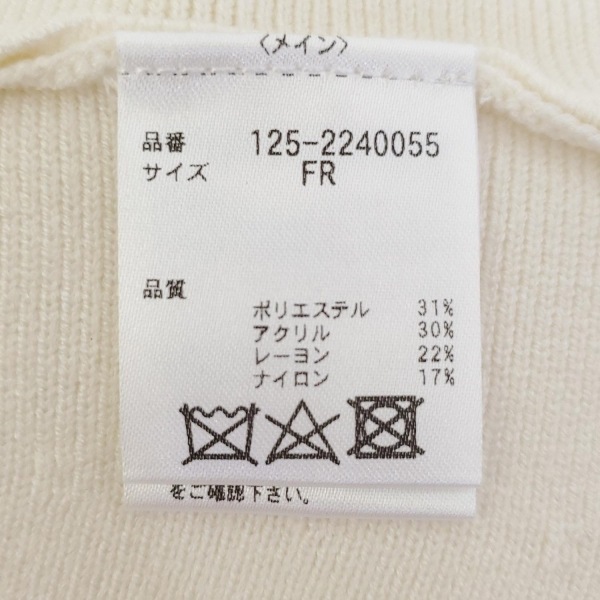 〈メイン〉
品番 125-2240055
サイズ FR
品質
ポリエステル 31%
アクリル 30%
レーヨン 22%
ナイロン 17%
をご確認下さい。